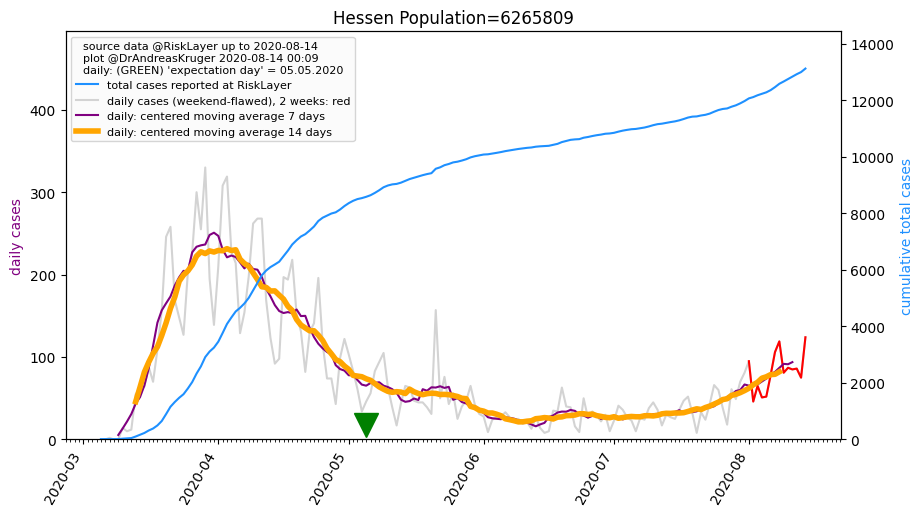 Hessen Population=6265809
source data @RiskLayer up to 2020-08-14
plot @DrAndreasKruger 2020-08-14 00:09
daily: (GREEN) 'expectation day' = 05.05.2020
total cases reported at RiskLayer
daily cases (weekend-flawed), 2 weeks: red
daily: centered moving average 7 days
daily: centered moving average 14 days
daily cases
400
300
200
100
0
14000
12000
10000
8000
6000
4000
2000
0
cumulative total cases
2020-03
2020-04
2020-05
2020-06
2020-07
2020-08